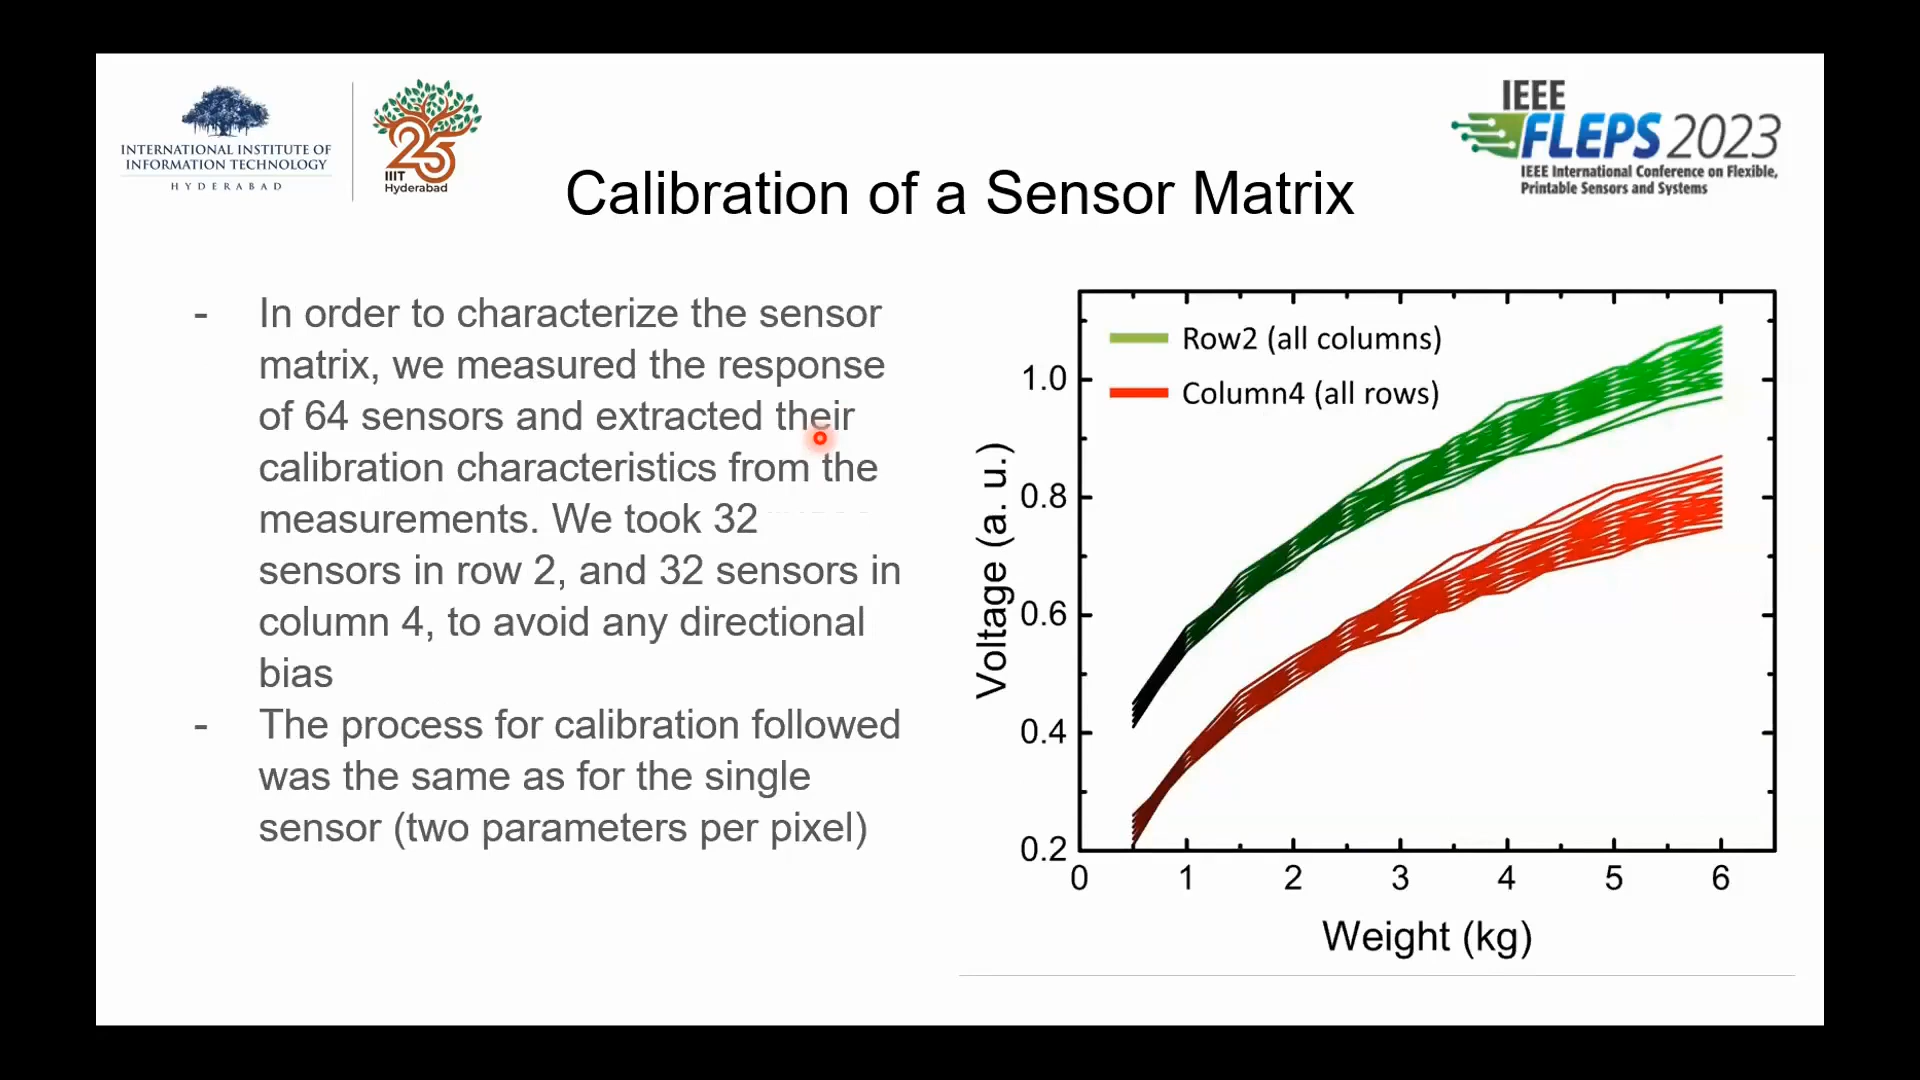 INTERNATIONAL INSTITUTE OF
INFORMATION TECHNOLOGY
HYDERABAD
25
IIIT
Hyderabad
IEEE
FLEPS 2023
IEEE International Conference on Flexible,
Printable Sensors and Systems
Calibration of a Sensor Matrix
- In order to characterize the sensor
matrix, we measured the response
of 64 sensors and extracted their
calibration characteristics from the
measurements. We took 32
sensors in row 2, and 32 sensors in
column 4, to avoid any directional
bias
- The process for calibration followed
was the same as for the single
sensor (two parameters per pixel)
Row2 (all columns)
Column4 (all rows)
Voltage (a. u.)
1.0
0.8
0.6
0.4
0.2
0 1 2 3 4 5 6
Weight (kg)